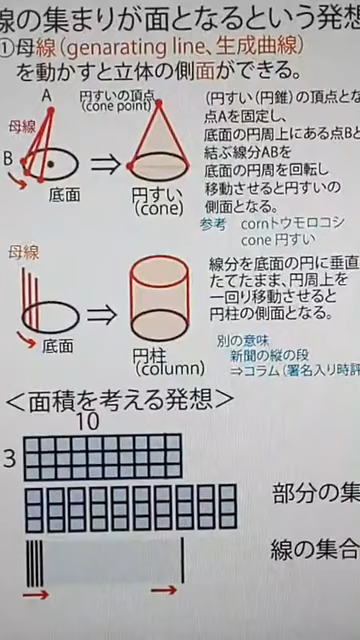 線の集まりが面となるという発想
①母線(genarating line、生成曲線)
を動かすと立体の側面ができる。
A
母線
B
底面
円すいの頂点
(cone point)
円すい
(cone)
(円すい(円錐)の頂点とな
点Aを固定し、
底面の円周上にある点Bと
結ぶ線分ABを
底面の円周を回転し
移動させると円すいの
側面となる。
参考 cornトウモロコシ
cone 円すい
母線
底面
円柱
(column)
線分を底面の円に垂直
たてたまま、円周上を
一回り移動させると
円柱の側面となる。
別の意味
新聞の縦の段
⇒コラム(署名入り時評
＜面積を考える発想＞
10
3
部分の集
線の集合